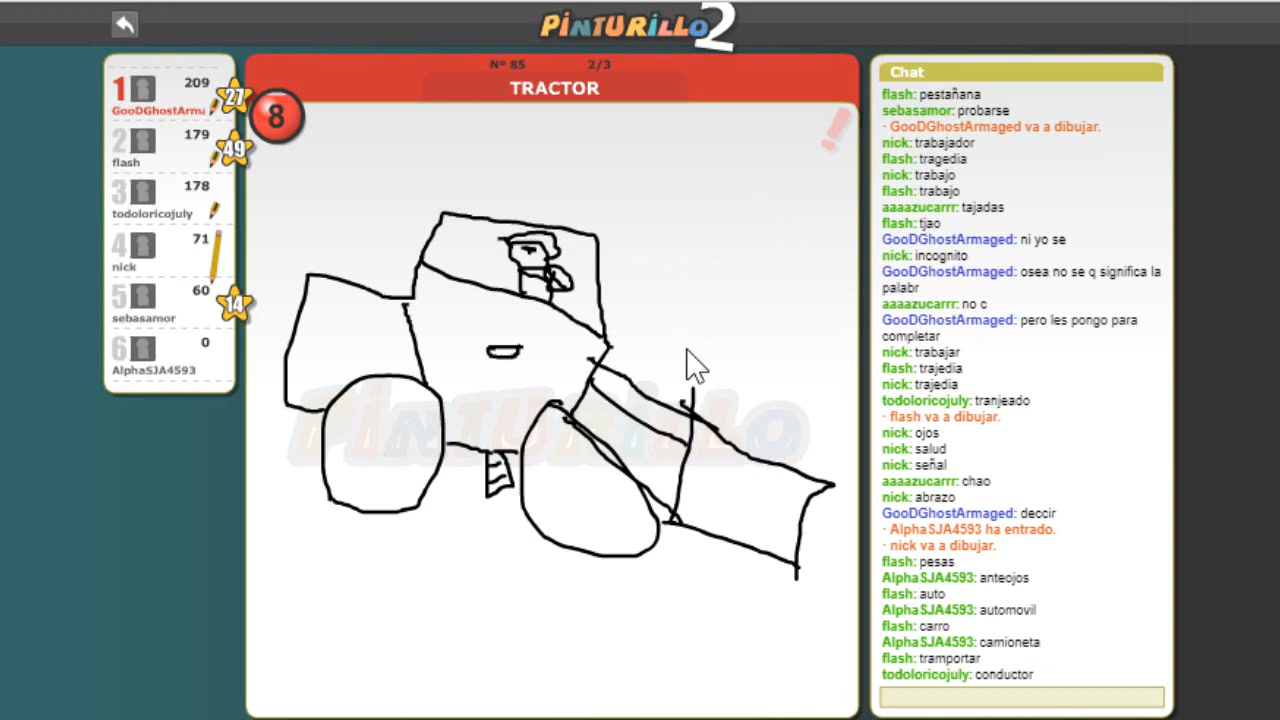 PiNTURiLLO 2
Nº 85 2/3
TRACTOR
8
1 209 27
GooDGhostArma
2 179 49
flash
3 178
todoloricojuly
4 71
nick
5 60 14
sebasamor
6 0
AlphaSJA4593
PiNTURiLLO
Chat
flash: pestañana
sebasamor: probarse
· GooDGhostArmaged va a dibujar.
nick: trabajador
flash: tragedia
nick: trabajo
flash: trabajo
aaaazucarrr: tajadas
flash: tjao
GooDGhostArmaged: ni yo se
nick: incognito
GooDGhostArmaged: osea no se q significa la
palabr
aaaazucarrr: no c
GooDGhostArmaged: pero les pongo para
completar
nick: trabajar
flash: trajedia
nick: trajedia
todoloricojuly: tranjeado
· flash va a dibujar.
nick: ojos
nick: salud
nick: señal
aaaazucarrr: chao
nick: abrazo
GooDGhostArmaged: deccir
· AlphaSJA4593 ha entrado.
· nick va a dibujar.
flash: pesas
AlphaSJA4593: anteojos
flash: auto
AlphaSJA4593: automovil
flash: carro
AlphaSJA4593: camioneta
flash: tramportar
todoloricojuly: conductor